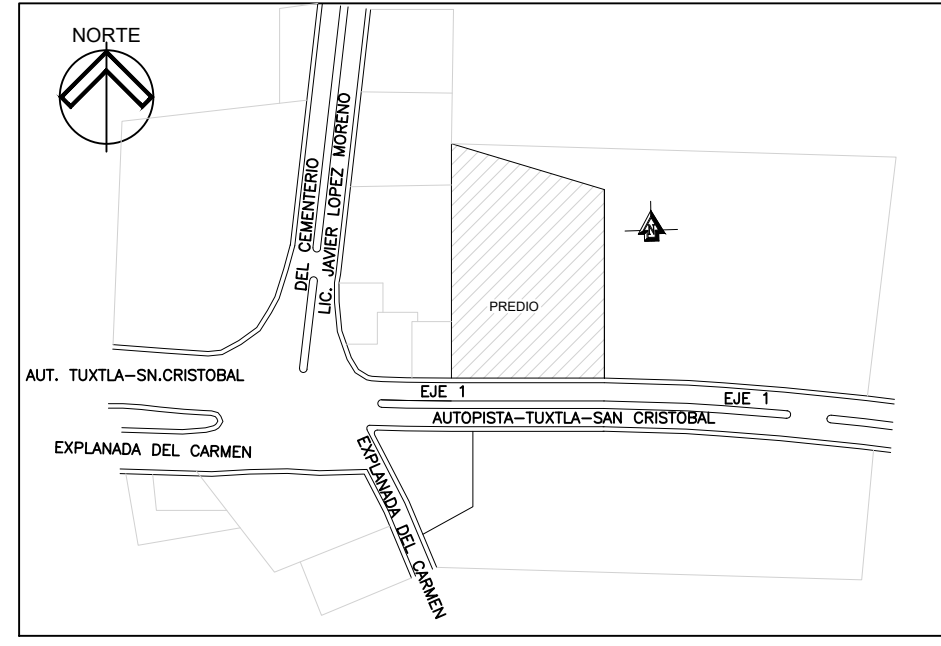 NORTE
DEL CEMENTERIO
LIC. JAVIER LOPEZ MORENO
N
PREDIO
AUT. TUXTLA-SN.CRISTOBAL
EJE 1
EJE 1
AUTOPISTA-TUXTLA-SAN CRISTOBAL
EXPLANADA DEL CARMEN
EXPLANADA DEL CARMEN